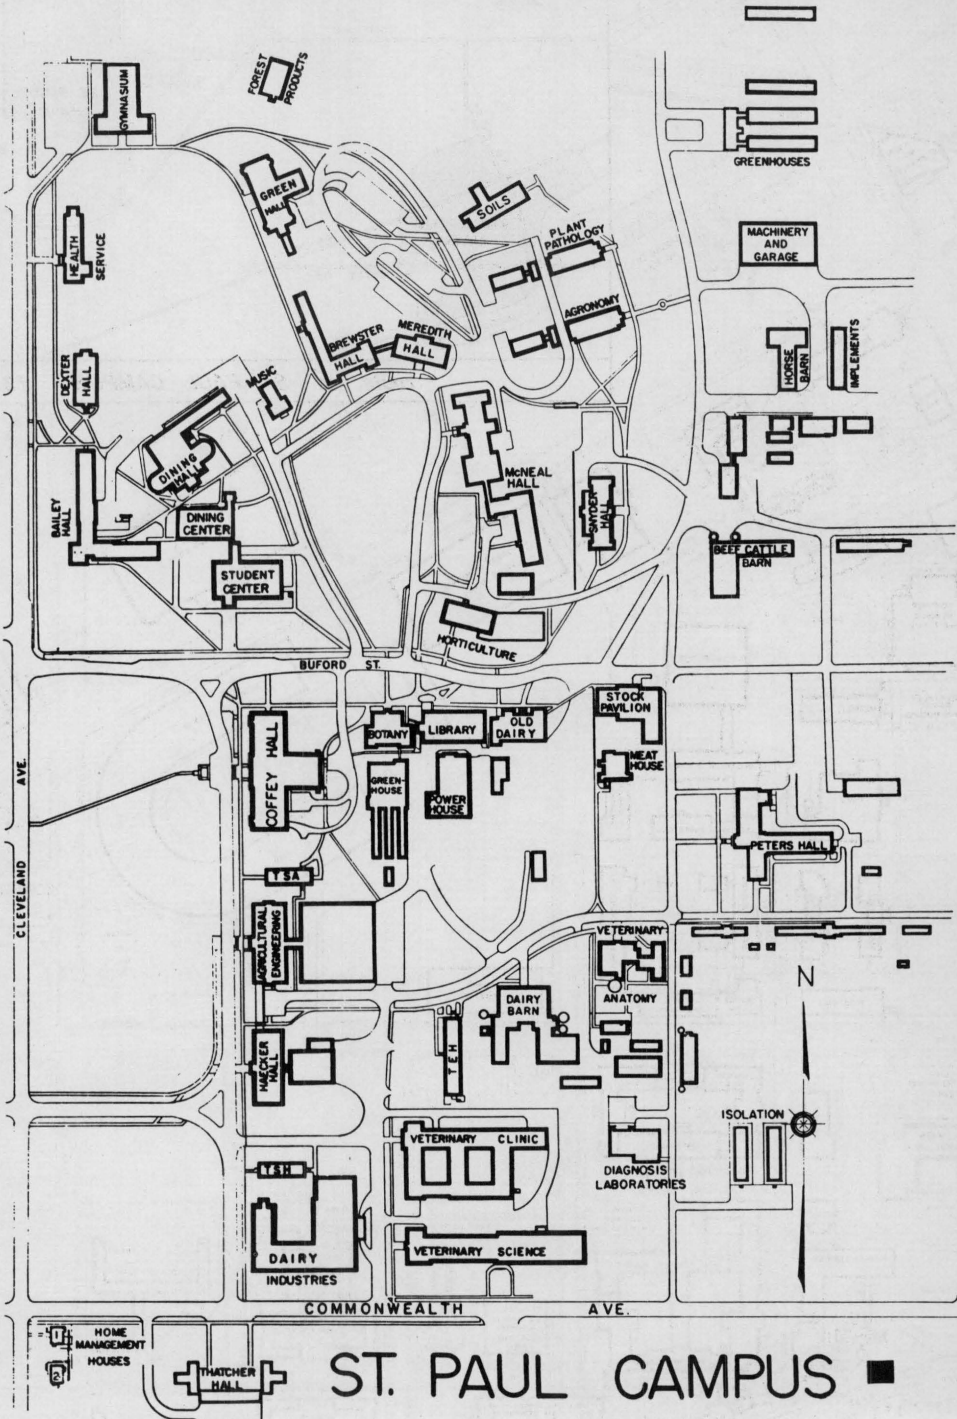 GYMNASIUM
FOREST
PRODUCTS
GREENHOUSES
GREEN
HALL
SOILS
PLANT
PATHOLOGY
HEALTH
SERVICE
MACHINERY
AND
GARAGE
AGRONOMY
BREWSTER
HALL
MEREDITH
HALL
HORSE
BARN
IMPLEMENTS
DEXTER
HALL
MUSIC
DINING
HALL
McNEAL
HALL
BAILEY
HALL
DINING
CENTER
SNYDER
HALL
STUDENT
CENTER
BEEF CATTLE
BARN
HORTICULTURE
BUFORD ST.
STOCK
PAVILION
COFFEY HALL
BOTANY
LIBRARY
OLD
DAIRY
MEAT
HOUSE
GREEN-
HOUSE
POWER
HOUSE
CLEVELAND AVE.
PETERS HALL
TSA
AGRICULTURAL
ENGINEERING
VETERINARY
ANATOMY
N
DAIRY
BARN
TEH
HAECKER
HALL
ISOLATION
VETERINARY CLINIC
DIAGNOSIS
LABORATORIES
TSH
DAIRY
INDUSTRIES
VETERINARY SCIENCE
COMMONWEALTH AVE.
1
2
HOME
MANAGEMENT
HOUSES
THATCHER
HALL
ST. PAUL CAMPUS